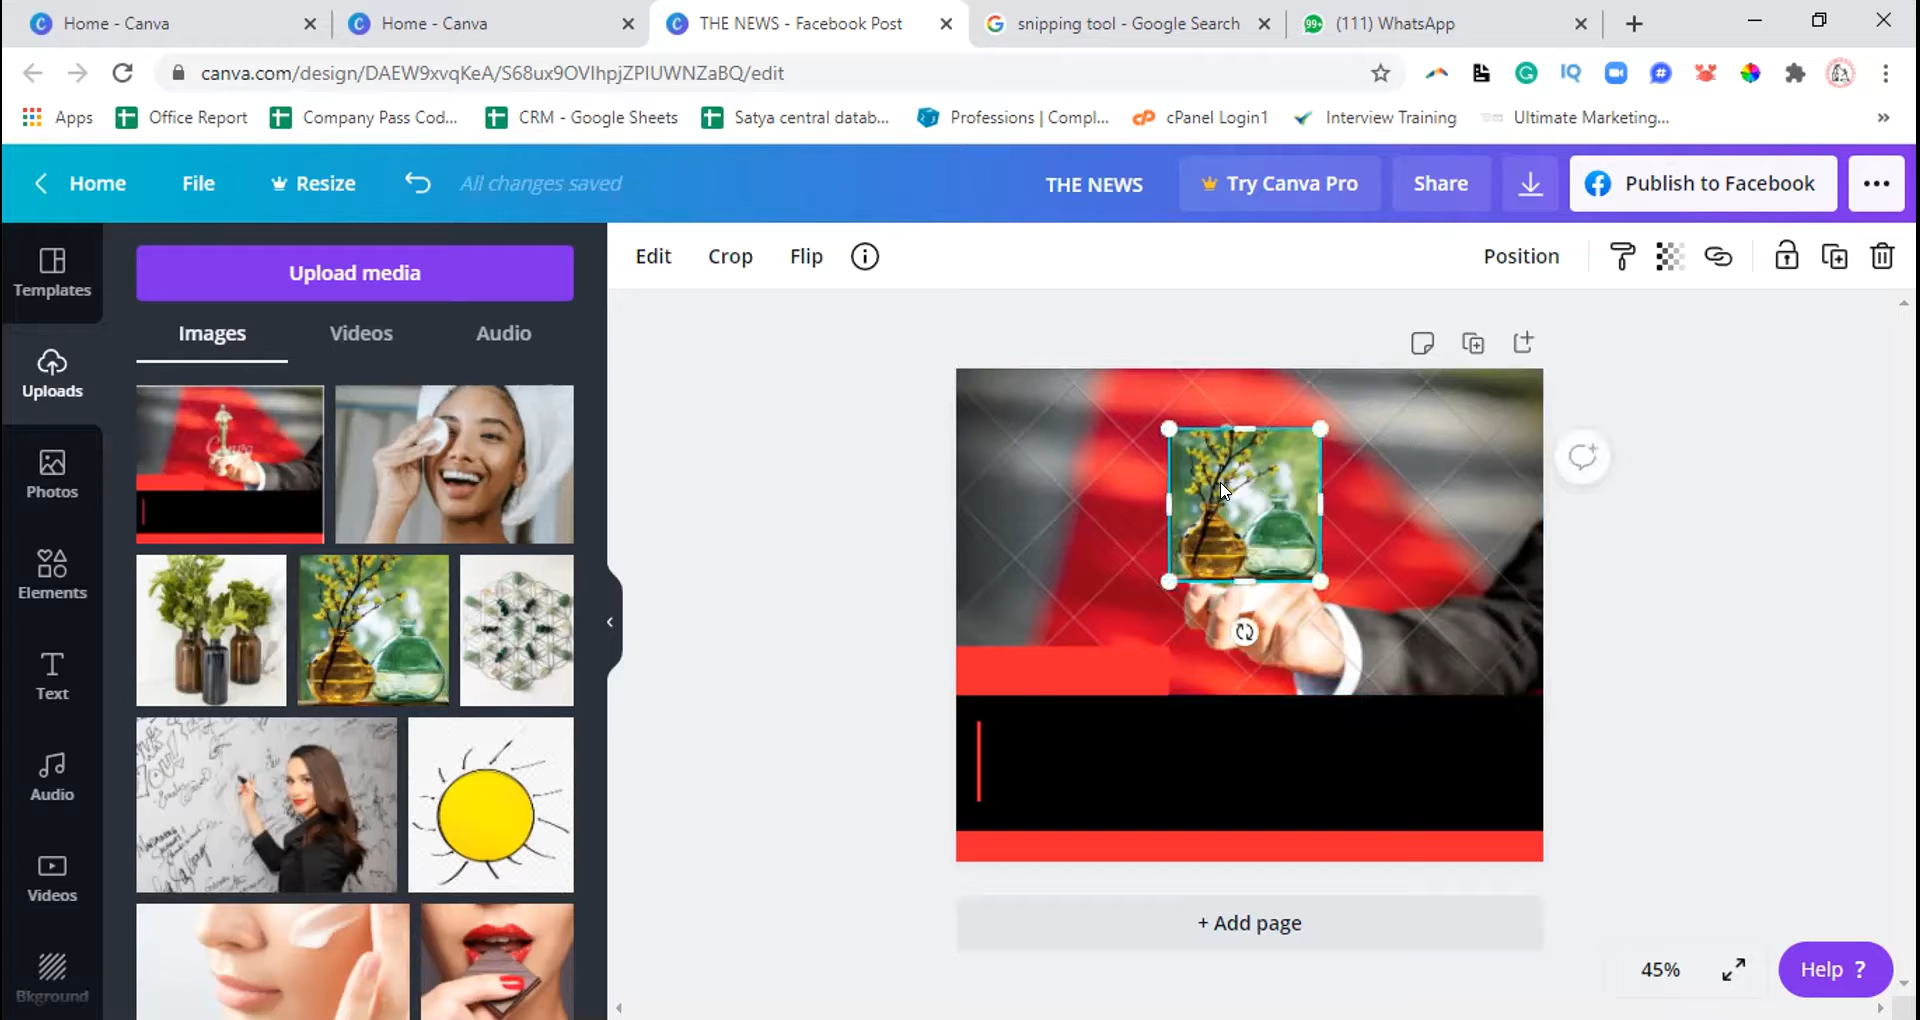 Home - Canva
Home - Canva
THE NEWS - Facebook Post
snipping tool - Google Search
99+ (111) WhatsApp
canva.com/design/DAEW9xvqKeA/S68ux9OVIhpjZPIUWNZaBQ/edit
Apps
Office Report
Company Pass Cod...
CRM - Google Sheets
Satya central datab...
Professions | Compl...
cPanel Login1
Interview Training
Ultimate Marketing...
Home
File
Resize
All changes saved
THE NEWS
Try Canva Pro
Share
Publish to Facebook
Templates
Uploads
Photos
Elements
Text
Audio
Videos
Bkground
Upload media
Images
Videos
Audio
Edit
Crop
Flip
Position
Canva
+ Add page
45%
Help ?